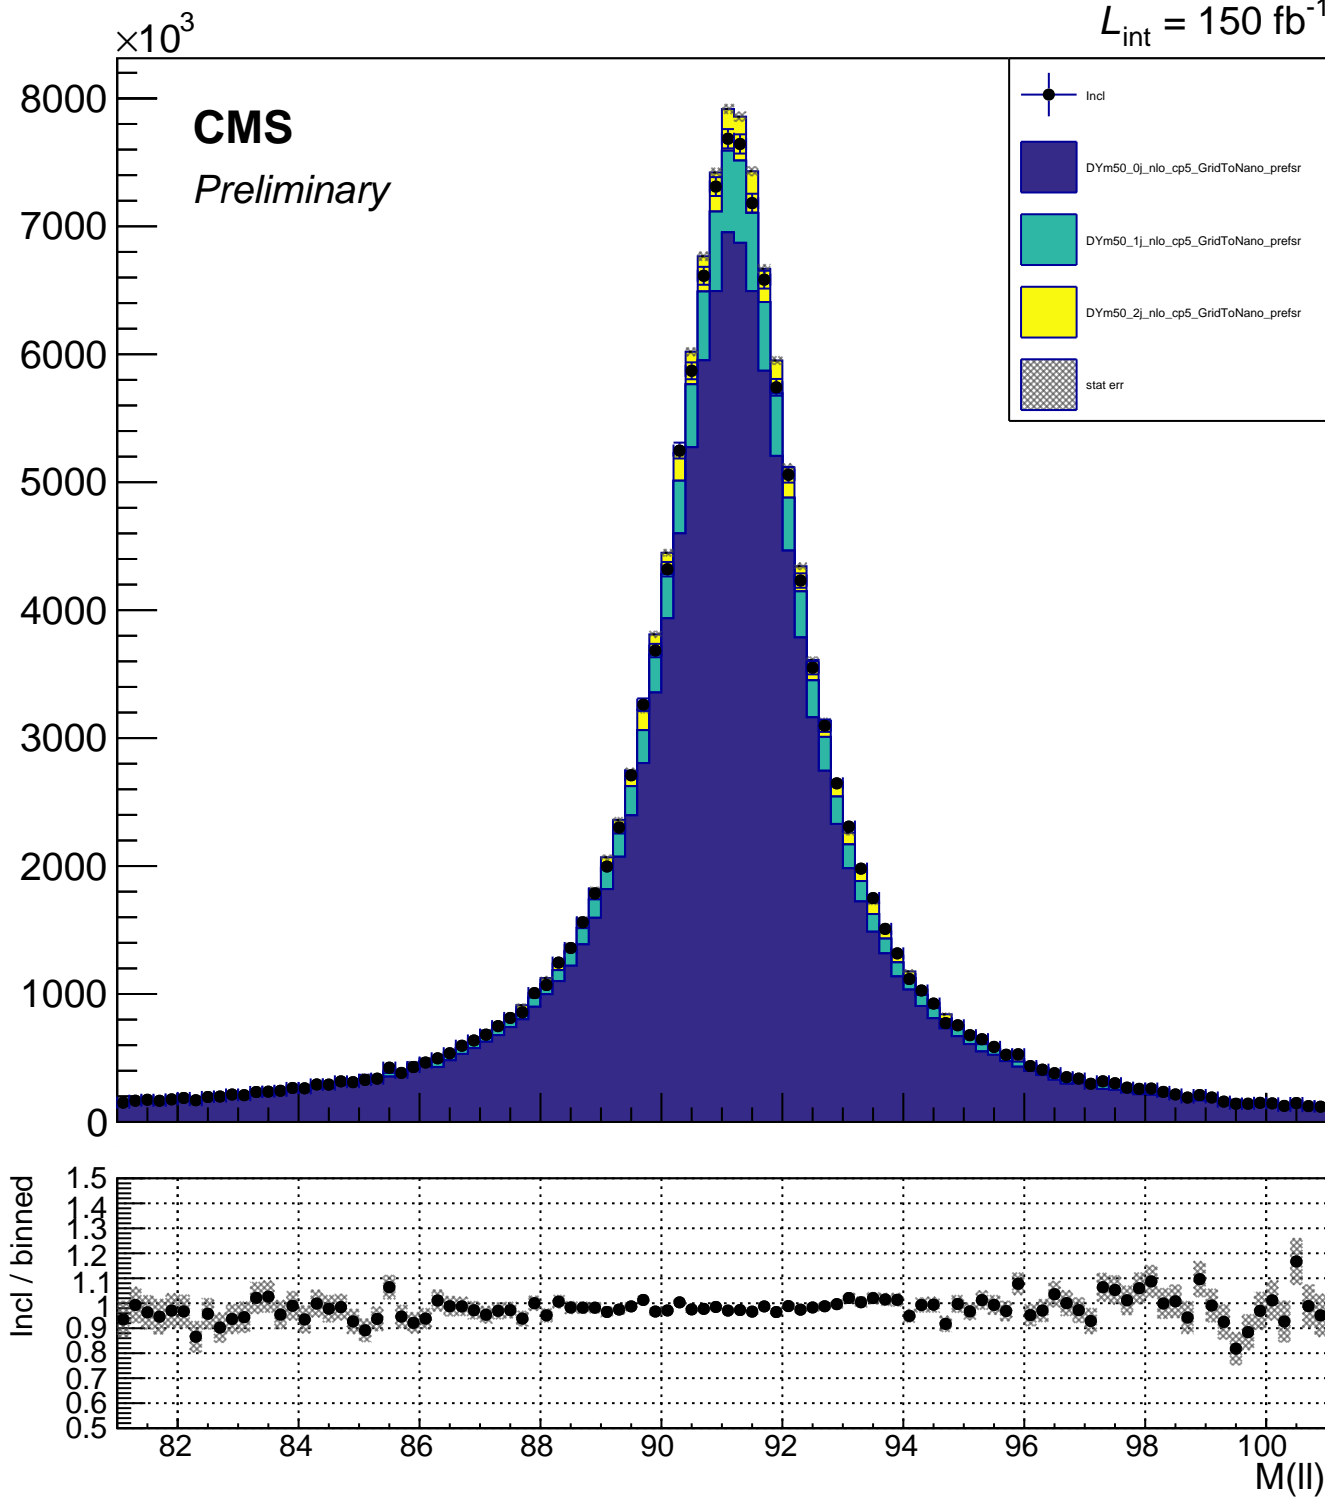 ×10³
L_int = 150 fb⁻¹
CMS
Preliminary
Incl
DYm50_0j_nlo_cp5_GridToNano_prefsr
DYm50_1j_nlo_cp5_GridToNano_prefsr
DYm50_2j_nlo_cp5_GridToNano_prefsr
stat err
8000
7000
6000
5000
4000
3000
2000
1000
0
Incl / binned
1.5
1.4
1.3
1.2
1.1
1
0.9
0.8
0.7
0.6
0.5
82 84 86 88 90 92 94 96 98 100
M(ll)